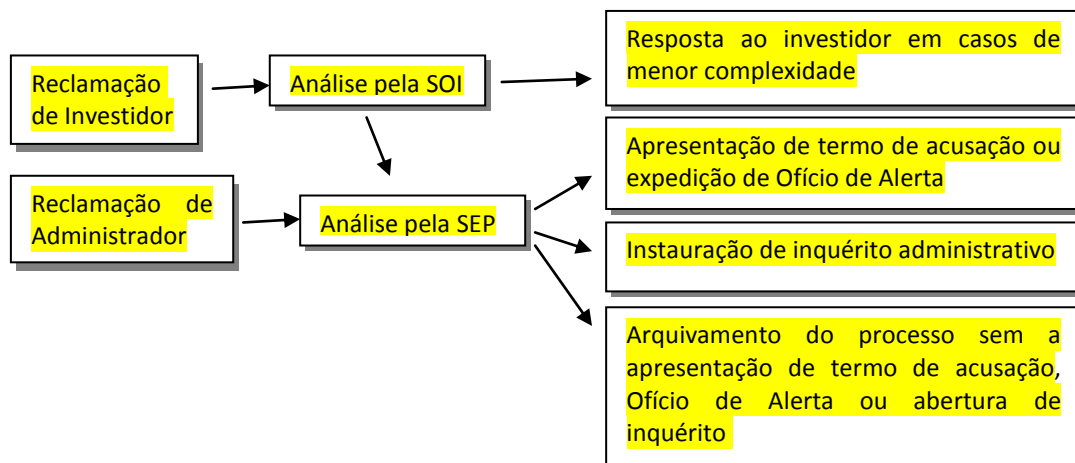 Reclamação
de Investidor
Análise pela SOI
Resposta ao investidor em casos de
menor complexidade
Reclamação de
Administrador
Análise pela SEP
Apresentação de termo de acusação ou
expedição de Ofício de Alerta
Instauração de inquérito administrativo
Arquivamento do processo sem a
apresentação de termo de acusação,
Ofício de Alerta ou abertura de
inquérito